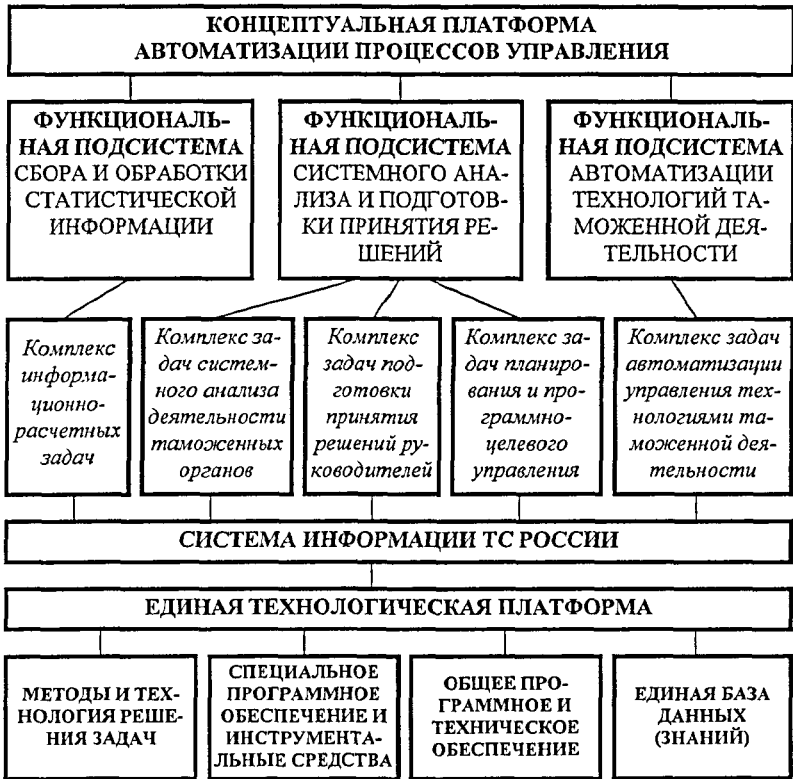 КОНЦЕПТУАЛЬНАЯ ПЛАТФОРМА
АВТОМАТИЗАЦИИ ПРОЦЕССОВ УПРАВЛЕНИЯ
ФУНКЦИОНАЛЬ-
НАЯ ПОДСИСТЕМА
СБОРА И ОБРАБОТКИ
СТАТИСТИЧЕСКОЙ
ИНФОРМАЦИИ
ФУНКЦИОНАЛЬ-
НАЯ ПОДСИСТЕМА
СИСТЕМНОГО АНА-
ЛИЗА И ПОДГОТОВ-
КИ ПРИНЯТИЯ РЕ-
ШЕНИЙ
ФУНКЦИОНАЛЬ-
НАЯ ПОДСИСТЕМА
АВТОМАТИЗАЦИИ
ТЕХНОЛОГИЙ ТА-
МОЖЕННОЙ ДЕЯ-
ТЕЛЬНОСТИ
Комплекс
информа-
ционно-
расчетных
задач
Комплекс за-
дач систем-
ного анализа
деятельности
таможенных
органов
Комплекс
задач под-
готовки
принятия
решений ру-
ководителей
Комплекс за-
дач планиро-
вания и про-
граммно-
целевого
управления
Комплекс задач
автоматизации
управления тех-
нологиями та-
моженной дея-
тельности
СИСТЕМА ИНФОРМАЦИИ ТС РОССИИ
ЕДИНАЯ ТЕХНОЛОГИЧЕСКАЯ ПЛАТФОРМА
МЕТОДЫ И ТЕХ-
НОЛОГИЯ РЕШЕ-
НИЯ ЗАДАЧ
СПЕЦИАЛЬНОЕ
ПРОГРАММНОЕ
ОБЕСПЕЧЕНИЕ И
ИНСТРУМЕНТА-
ЛЬНЫЕ СРЕДСТВА
ОБЩЕЕ ПРО-
ГРАММНОЕ И
ТЕХНИЧЕСКОЕ
ОБЕСПЕЧЕНИЕ
ЕДИНАЯ БАЗА
ДАННЫХ
(ЗНАНИЙ)